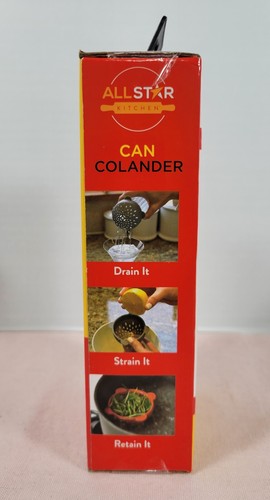 ALLSTAR
KITCHEN
CAN
COLANDER
Drain It
Strain It
Retain It